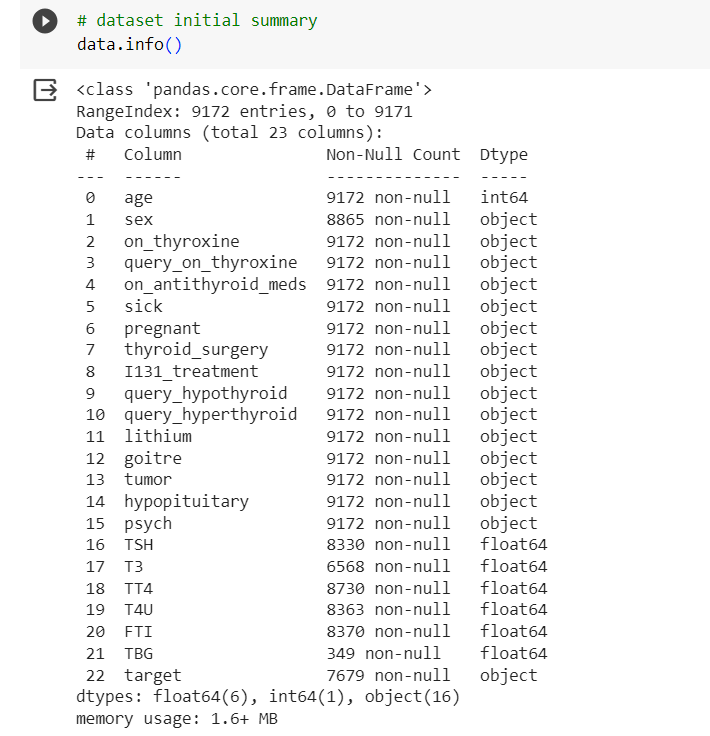 # dataset initial summary
data.info()
<class 'pandas.core.frame.DataFrame'>
RangeIndex: 9172 entries, 0 to 9171
Data columns (total 23 columns):
 #   Column               Non-Null Count  Dtype
---  ------               --------------  -----
 0   age                  9172 non-null   int64
 1   sex                  8865 non-null   object
 2   on_thyroxine         9172 non-null   object
 3   query_on_thyroxine   9172 non-null   object
 4   on_antithyroid_meds  9172 non-null   object
 5   sick                 9172 non-null   object
 6   pregnant             9172 non-null   object
 7   thyroid_surgery      9172 non-null   object
 8   I131_treatment       9172 non-null   object
 9   query_hypothyroid    9172 non-null   object
 10  query_hyperthyroid   9172 non-null   object
 11  lithium              9172 non-null   object
 12  goitre               9172 non-null   object
 13  tumor                9172 non-null   object
 14  hypopituitary        9172 non-null   object
 15  psych                9172 non-null   object
 16  TSH                  8330 non-null   float64
 17  T3                   6568 non-null   float64
 18  TT4                  8730 non-null   float64
 19  T4U                  8363 non-null   float64
 20  FTI                  8370 non-null   float64
 21  TBG                  349 non-null    float64
 22  target               7679 non-null   object
dtypes: float64(6), int64(1), object(16)
memory usage: 1.6+ MB